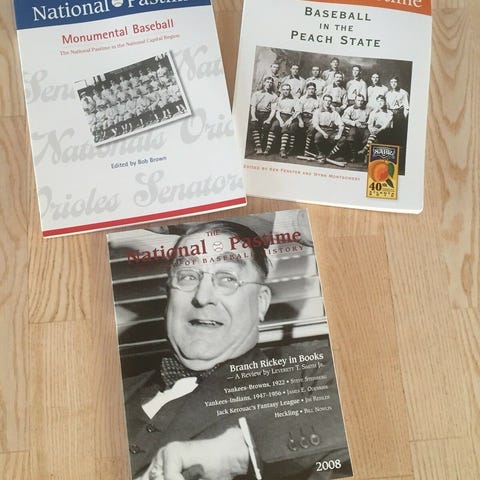 National Pastime
Monumental Baseball
The National Pastime in the National Capital Region
Senators
Nationals Orioles
Orioles Senators
Edited by Bob Brown
BASEBALL
IN THE
PEACH STATE
EDITED BY KEN FENSTER AND WYNN MONTGOMERY
SABR
40th
THE
National Pastime
OF BASEBALL HISTORY
Branch Rickey in Books
— A Review by Leverett T. Smith Jr.
Yankees-Browns, 1922 • Steve Steinberg
Yankees-Indians, 1947-1956 •
Jack Kerouac's Fantasy League • Jim Reisler
Heckling • Bill Nowlin
2008